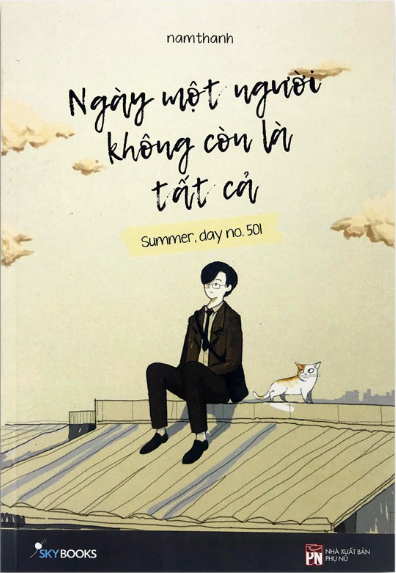 namthanh
Ngày một người
không còn là
tất cả
Summer, day no. 501
SKYBOOKS
PN
NHÀ XUẤT BẢN
PHỤ NỮ